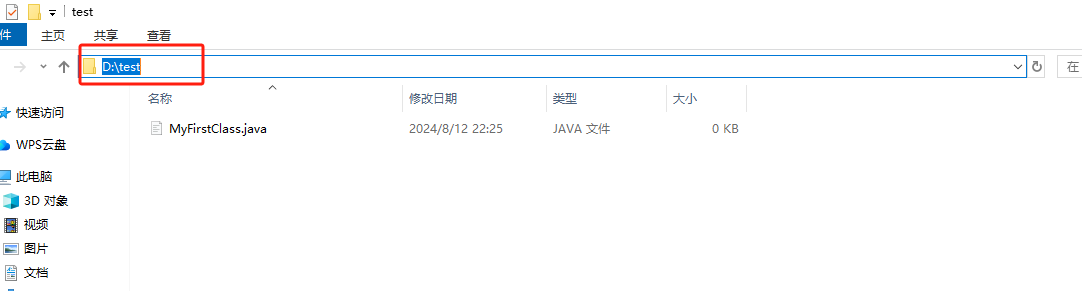 test
件 主页 共享 查看
D:\test 在
名称 修改日期 类型 大小
MyFirstClass.java 2024/8/12 22:25 JAVA 文件 0 KB
快速访问
WPS云盘
此电脑
3D 对象
视频
图片
文档